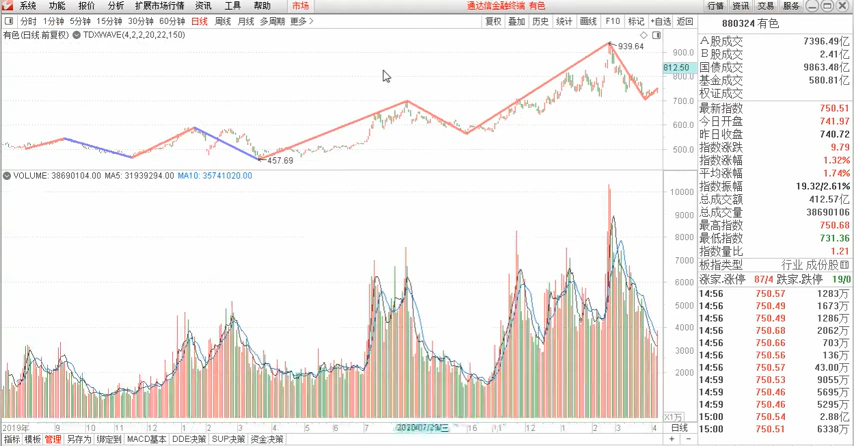 系统 功能 报价 分析 扩展市场行情 资讯 工具 帮助 市场 通达信金融终端 有色 行情 资讯 交易 服务
分时 1分钟 5分钟 15分钟 30分钟 60分钟 日线 周线 月线 多周期 更多> 复权 叠加 历史 统计 画线 F10 标记 +自选 返回
有色(日线 前复权) TDXWAVE(4,2,2,20,22,150)
880324 有色
939.64
457.69
900.0
812.50
800.0
700.0
600.0
500.0
VOLUME: 38690104.00 MA5: 31939294.00 MA10: 35741020.00
10000
9000
8000
7000
6000
5000
4000
3000
2000
X1万
2019年 9 10 11 12 1 2 3 4 5 6 7 2020/07/29/三 16 11 12 1 2 3 4 日线
指标 模板 管理 另存为 绑定到 MACD基本 DDE决策 SUP决策 资金决策
A股成交 7396.49亿
B股成交 2.41亿
国债成交 9863.48亿
基金成交 580.81亿
权证成交
最新指数 750.51
今日开盘 741.97
昨日收盘 740.72
指数涨跌 9.79
指数涨幅 1.32%
平均涨幅 1.74%
指数振幅 19.32/2.61%
总成交额 412.57亿
总成交量 38690106
最高指数 750.68
最低指数 731.36
指数量比 1.21
板指类型 行业 成份股
涨家.涨停 87/4 跌家.跌停 19/0
14:56 750.57 1283万
14:56 750.49 1673万
14:56 750.49 1286万
14:56 750.68 2062万
14:56 750.66 703万
14:56 750.56 136万
14:56 750.57 43.00万
14:59 750.53 9055万
14:59 750.46 5695万
14:59 750.46 5295万
15:00 750.54 2.88亿
15:00 750.51 6338万